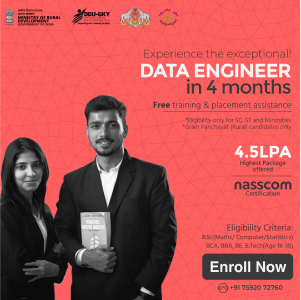 MINISTRY OF RURAL
DEVELOPMENT
DDU-GKY
Experience the exceptional!
DATA ENGINEER
in 4 months
Free training & placement assistance
*Eligibility only for SC, ST and Minorities
*Gram Panchayat (Rural) candidates only
4.5LPA
Highest Package
offered
nasscom
Certification
Eligibility Criteria:
B.Sc(Maths/ Computer/Statistics)
BCA, BBA, BE, B.Tech(Age 18-35)
Enroll Now
+91 75920 72760